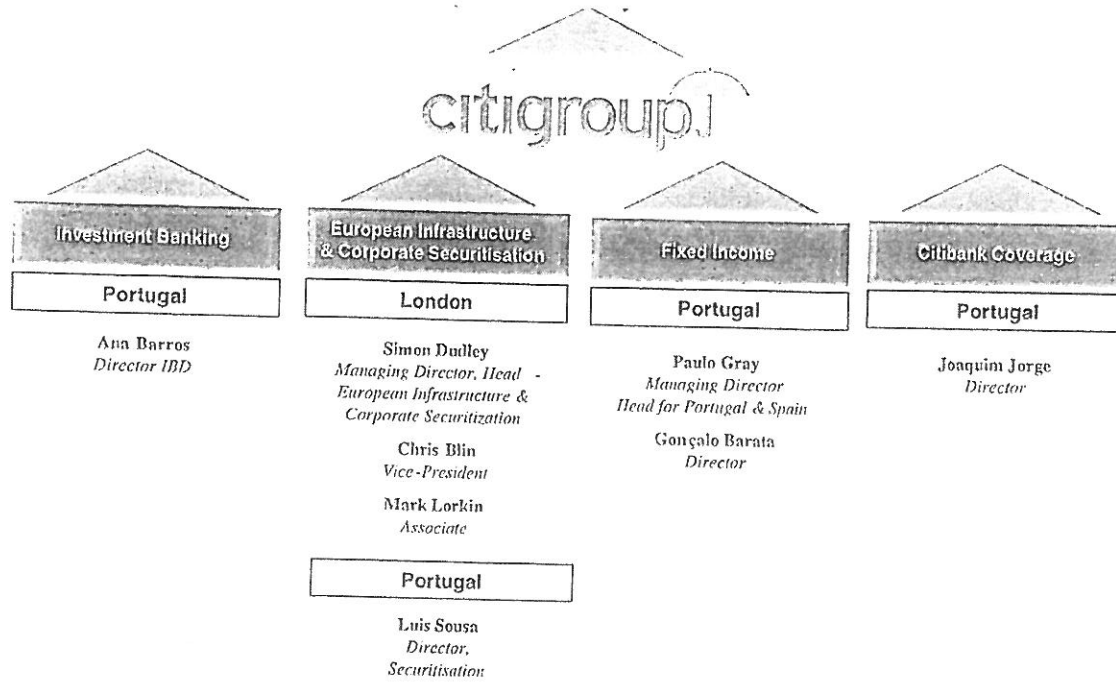 citigroup
Investment Banking
Portugal
Ana Barros
Director IBD
European Infrastructure
& Corporate Securitisation
London
Simon Dudley
Managing Director, Head -
European Infrastructure &
Corporate Securitization
Chris Blin
Vice-President
Mark Lorkin
Associate
Portugal
Luis Sousa
Director,
Securitisation
Fixed Income
Portugal
Paulo Gray
Managing Director
Head for Portugal & Spain
Gonçalo Barata
Director
Citibank Coverage
Portugal
Joaquim Jorge
Director